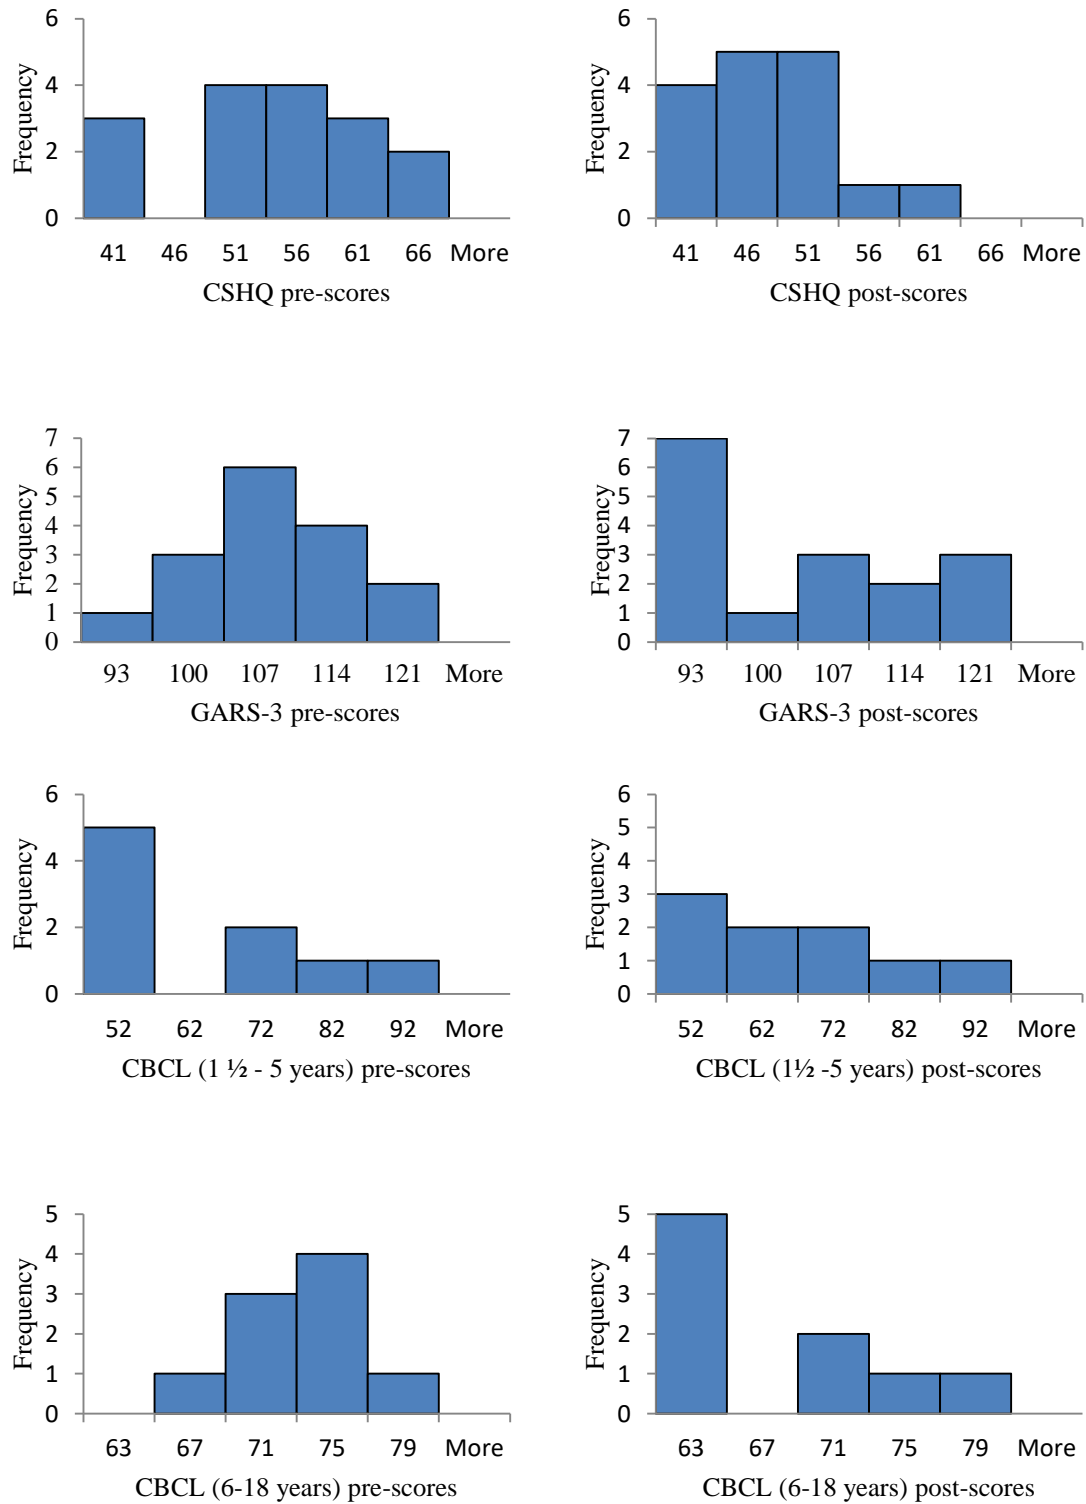 6
4
2
0
Frequency
41 46 51 56 61 66 More
CSHQ pre-scores
6
4
2
0
Frequency
41 46 51 56 61 66 More
CSHQ post-scores
7
6
5
4
3
2
1
0
Frequency
93 100 107 114 121 More
GARS-3 pre-scores
7
6
5
4
3
2
1
0
Frequency
93 100 107 114 121 More
GARS-3 post-scores
6
4
2
0
Frequency
52 62 72 82 92 More
CBCL (1 ½ - 5 years) pre-scores
6
5
4
3
2
1
0
Frequency
52 62 72 82 92 More
CBCL (1½ -5 years) post-scores
5
4
3
2
1
0
Frequency
63 67 71 75 79 More
CBCL (6-18 years) pre-scores
5
4
3
2
1
0
Frequency
63 67 71 75 79 More
CBCL (6-18 years) post-scores